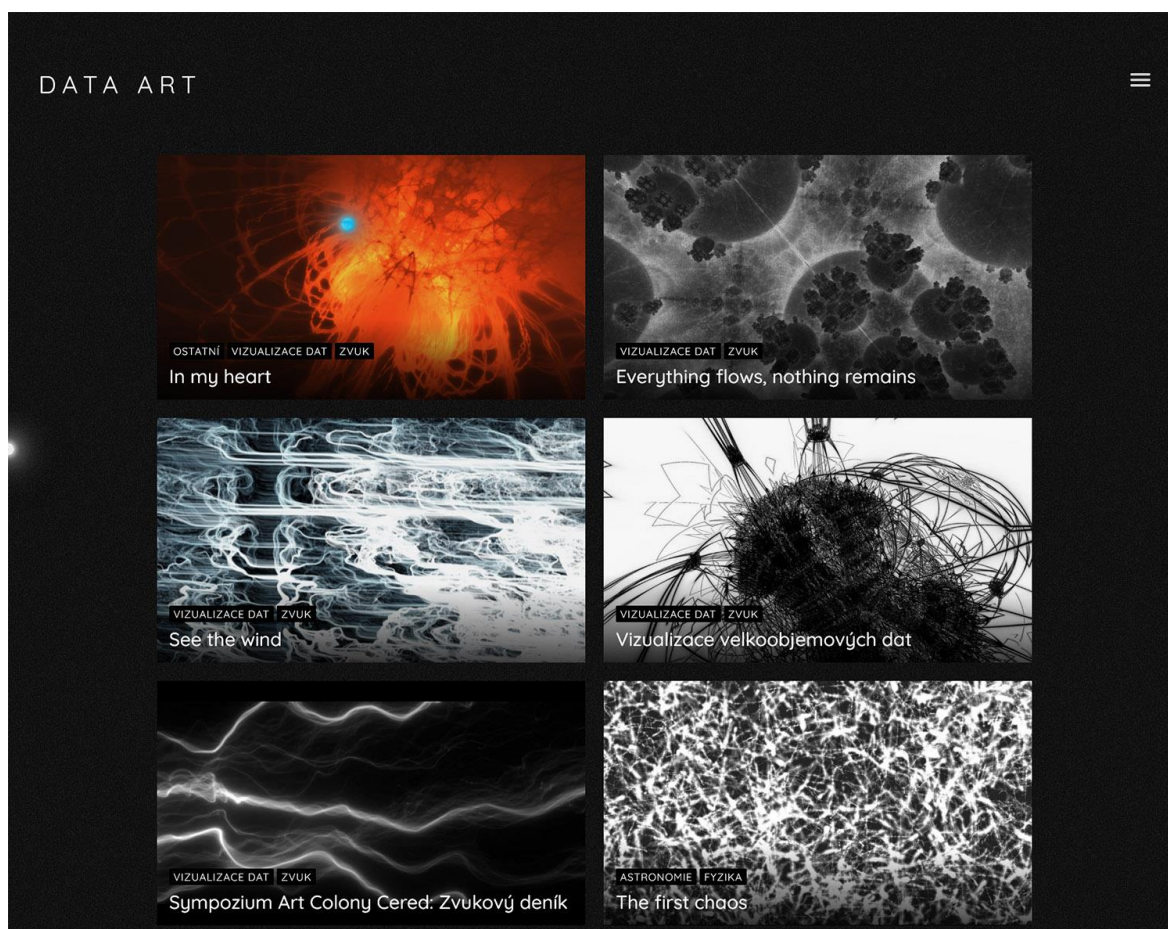 DATA ART
OSTATNÍ VIZUALIZACE DAT ZVUK
In my heart
VIZUALIZACE DAT ZVUK
Everything flows, nothing remains
VIZUALIZACE DAT ZVUK
See the wind
VIZUALIZACE DAT ZVUK
Vizualizace velkoobjemových dat
VIZUALIZACE DAT ZVUK
Sympozium Art Colony Cered: Zvukový deník
ASTRONOMIE FYZIKA
The first chaos